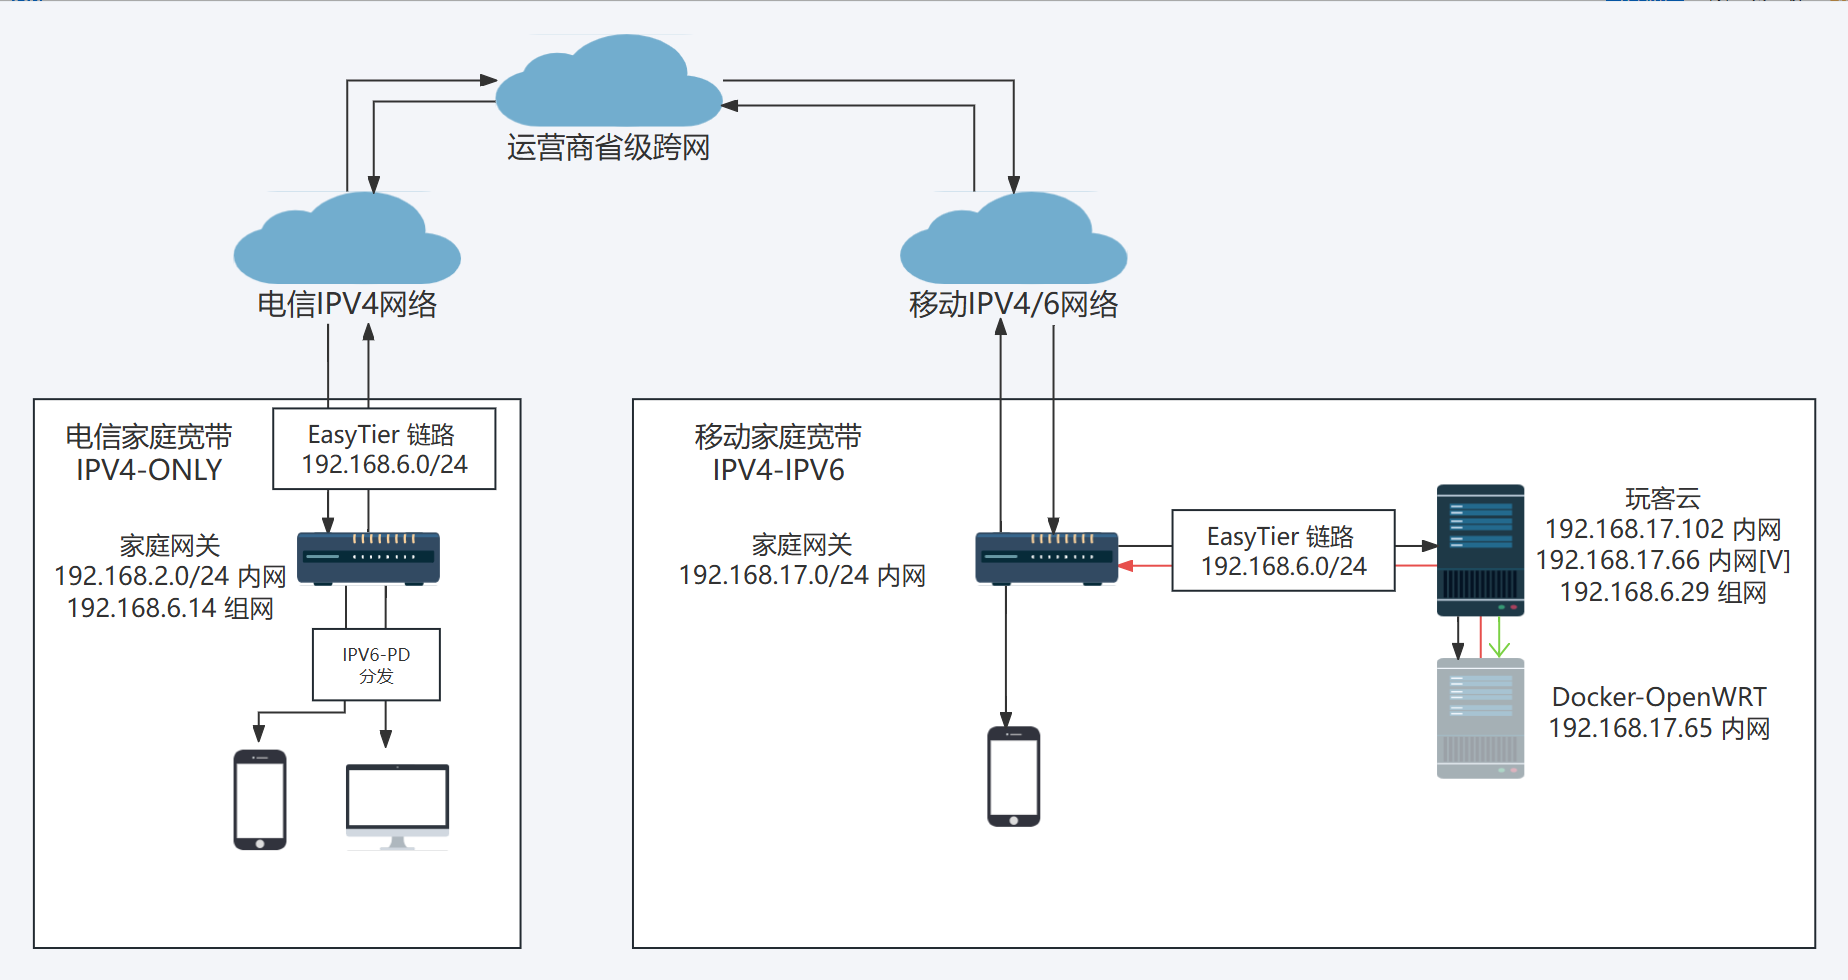 运营商省级跨网
电信IPV4网络
移动IPV4/6网络
电信家庭宽带
IPV4-ONLY
EasyTier 链路
192.168.6.0/24
家庭网关
192.168.2.0/24 内网
192.168.6.14 组网
IPV6-PD
分发
移动家庭宽带
IPV4-IPV6
家庭网关
192.168.17.0/24 内网
EasyTier 链路
192.168.6.0/24
玩客云
192.168.17.102 内网
192.168.17.66 内网[V]
192.168.6.29 组网
Docker-OpenWRT
192.168.17.65 内网